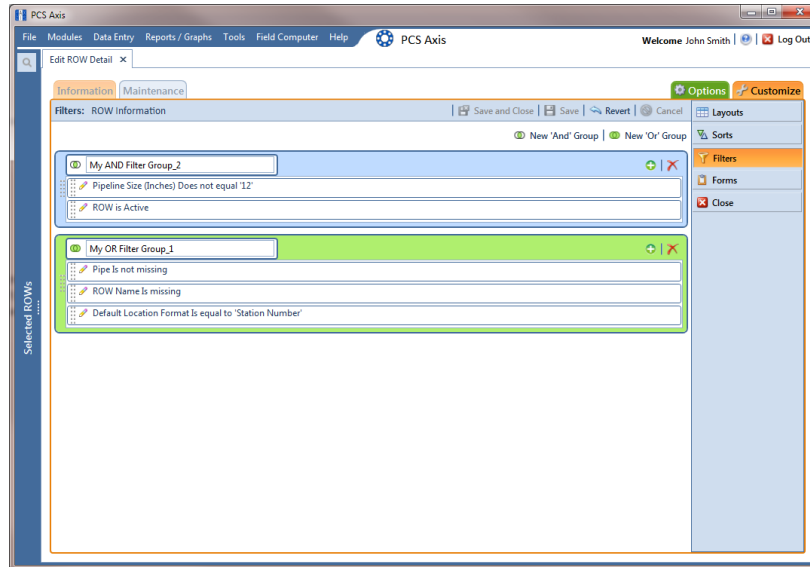 PCS Axis
File Modules Data Entry Reports / Graphs Tools Field Computer Help PCS Axis Welcome John Smith Log Out
Edit ROW Detail
Information Maintenance Options Customize
Filters: ROW Information Save and Close Save Revert Cancel Layouts
New 'And' Group New 'Or' Group Sorts
My AND Filter Group_2 Filters
Pipeline Size (Inches) Does not equal '12' Forms
ROW is Active Close
My OR Filter Group_1
Pipe Is not missing
ROW Name Is missing
Default Location Format Is equal to 'Station Number'
Selected ROWs